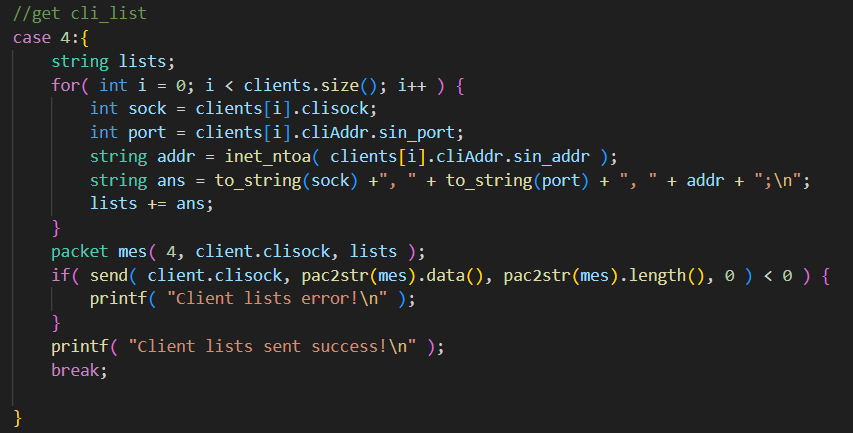 //get cli_list
case 4:{
    string lists;
    for( int i = 0; i < clients.size(); i++ ) {
        int sock = clients[i].clisock;
        int port = clients[i].cliAddr.sin_port;
        string addr = inet_ntoa( clients[i].cliAddr.sin_addr );
        string ans = to_string(sock) +", " + to_string(port) + ", " + addr + ";\n";
        lists += ans;
    }
    packet mes( 4, client.clisock, lists );
    if( send( client.clisock, pac2str(mes).data(), pac2str(mes).length(), 0 ) < 0 ) {
        printf( "Client lists error!\n" );
    }
    printf( "Client lists sent success!\n" );
    break;
}